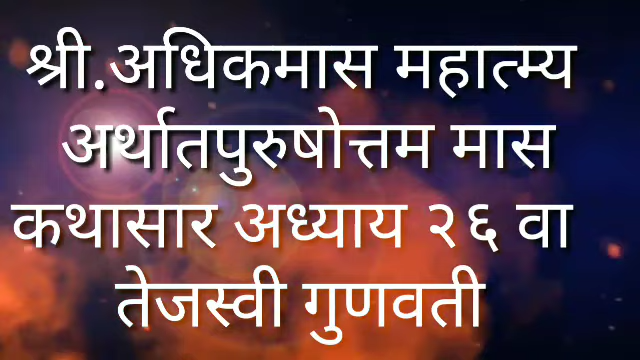 श्री.अधिकमास महात्म्य
अर्थातपुरुषोत्तम मास
कथासार अध्याय २६ वा
तेजस्वी गुणवती